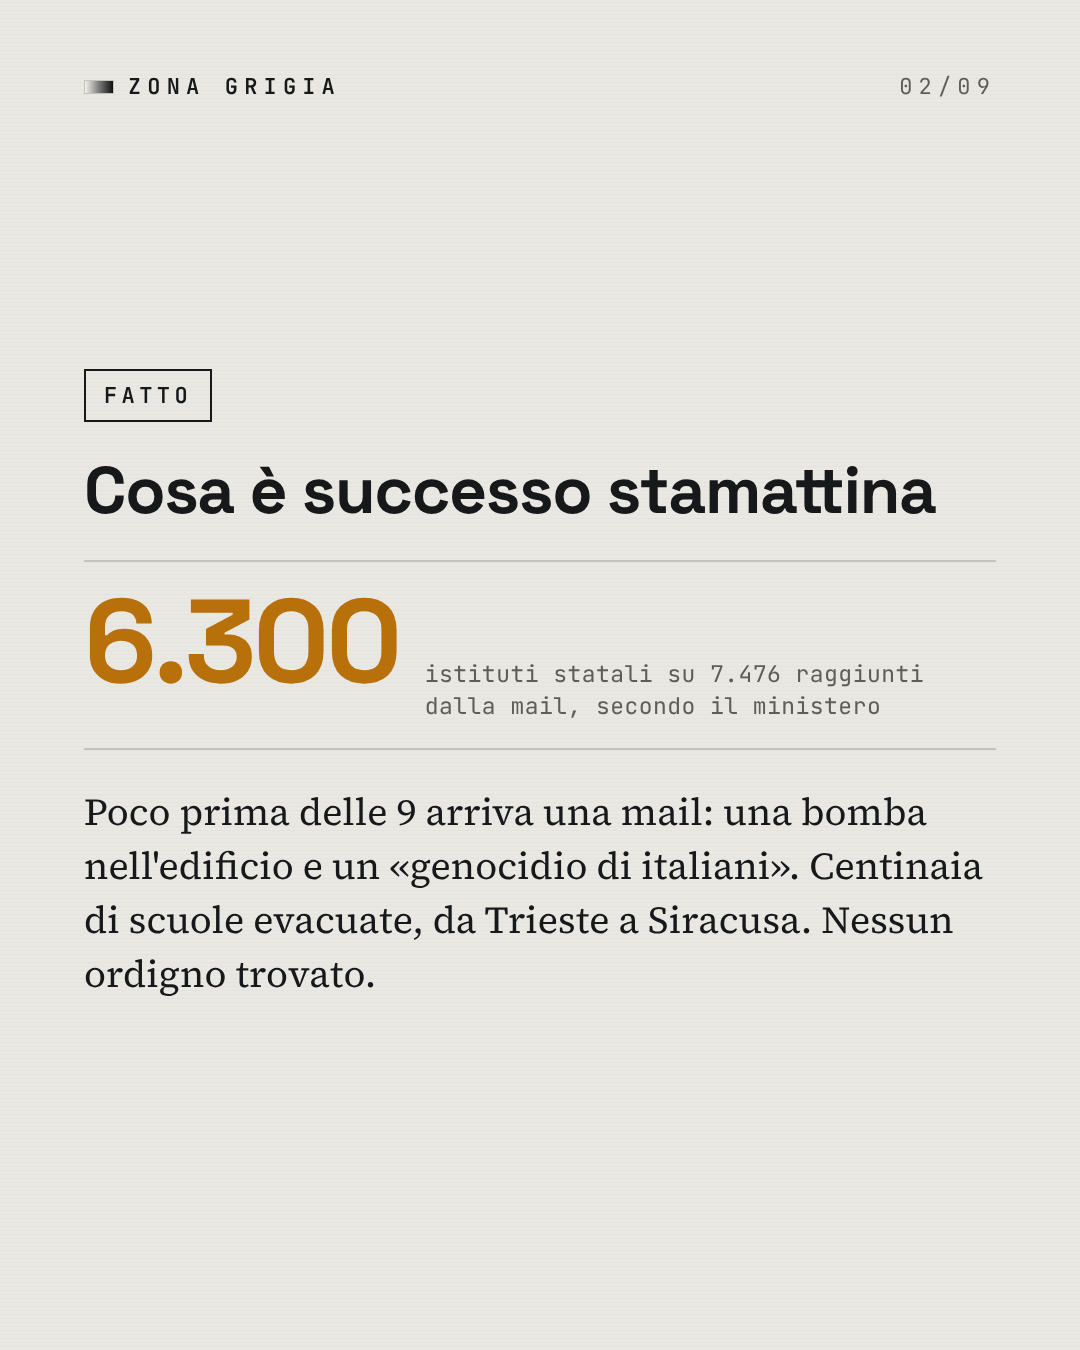 ZONA GRIGIA
02/09
FATTO
Cosa è successo stamattina
6.300
istituti statali su 7.476 raggiunti
dalla mail, secondo il ministero
Poco prima delle 9 arriva una mail: una bomba
nell'edificio e un «genocidio di italiani». Centinaia
di scuole evacuate, da Trieste a Siracusa. Nessun
ordigno trovato.